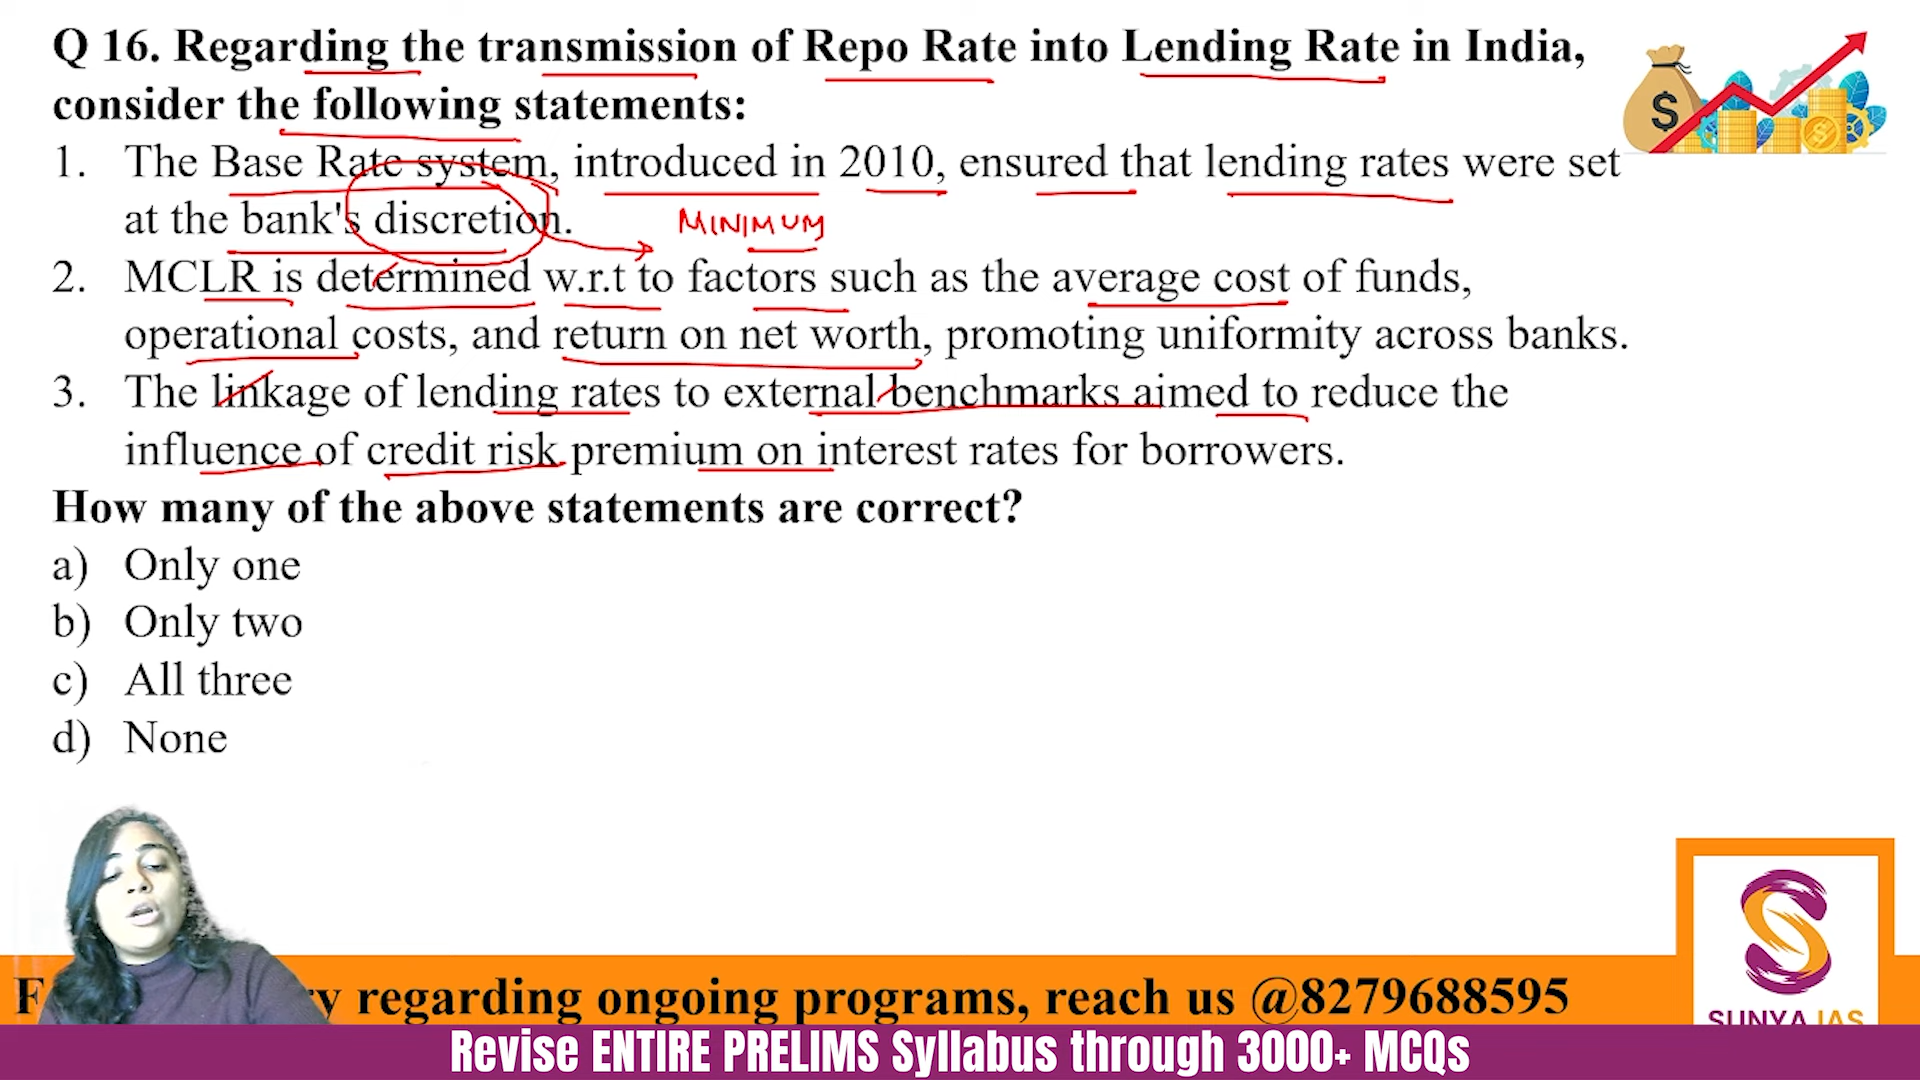 Q 16. Regarding the transmission of Repo Rate into Lending Rate in India,
consider the following statements:
1. The Base Rate system, introduced in 2010, ensured that lending rates were set
at the bank's discretion.
MINIMUM
2. MCLR is determined w.r.t to factors such as the average cost of funds,
operational costs, and return on net worth, promoting uniformity across banks.
3. The linkage of lending rates to external benchmarks aimed to reduce the
influence of credit risk premium on interest rates for borrowers.
How many of the above statements are correct?
a) Only one
b) Only two
c) All three
d) None
regarding ongoing programs, reach us @8279688595
SUNYA IAS
Revise ENTIRE PRELIMS Syllabus through 3000+ MCQs